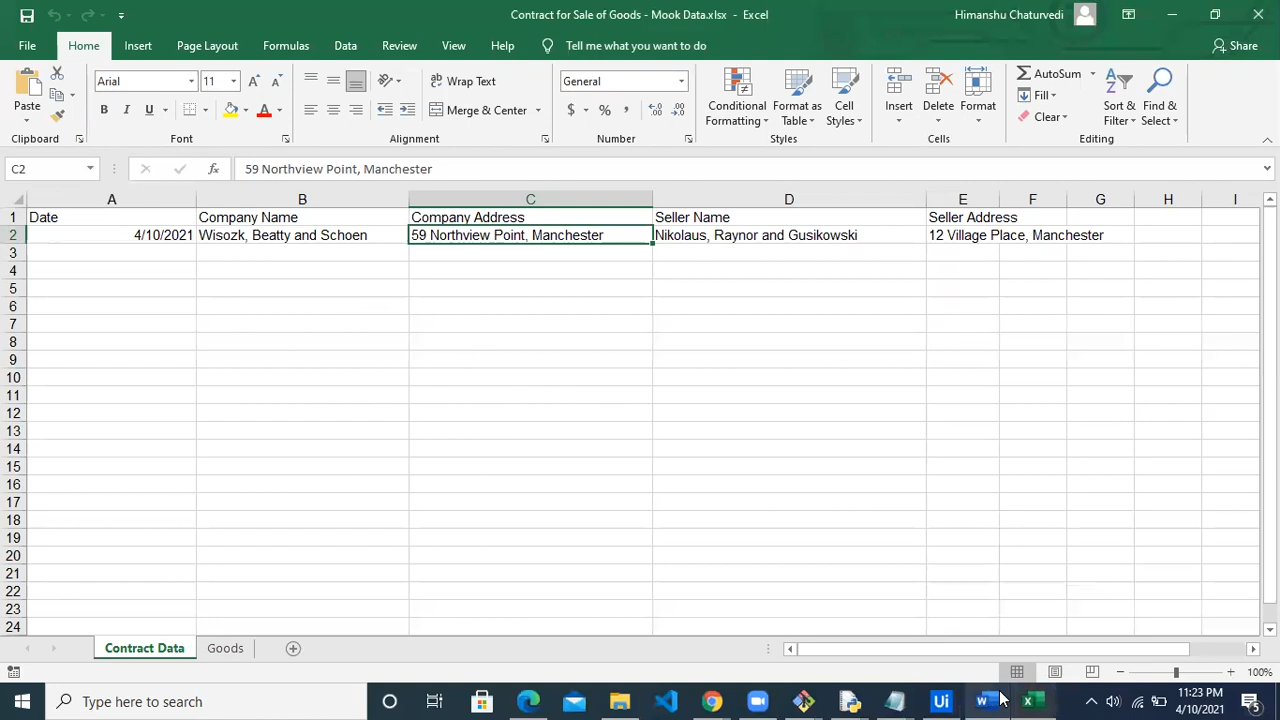 Contract for Sale of Goods - Mook Data.xlsx - Excel
Himanshu Chaturvedi
File Home Insert Page Layout Formulas Data Review View Help Tell me what you want to do Share
Arial 11 Wrap Text General AutoSum
Paste B I U Merge & Center $ % , Conditional Formatting Format as Table Cell Styles Insert Delete Format Fill Clear Sort & Filter Find & Select
Clipboard Font Alignment Number Styles Cells Editing
C2 fx 59 Northview Point, Manchester
A B C D E F G H I
1 Date Company Name Company Address Seller Name Seller Address
2 4/10/2021 Wisozk, Beatty and Schoen 59 Northview Point, Manchester Nikolaus, Raynor and Gusikowski 12 Village Place, Manchester
3
4
5
6
7
8
9
10
11
12
13
14
15
16
17
18
19
20
21
22
23
24
Contract Data Goods
100%
Type here to search
Ui
11:23 PM
4/10/2021
5